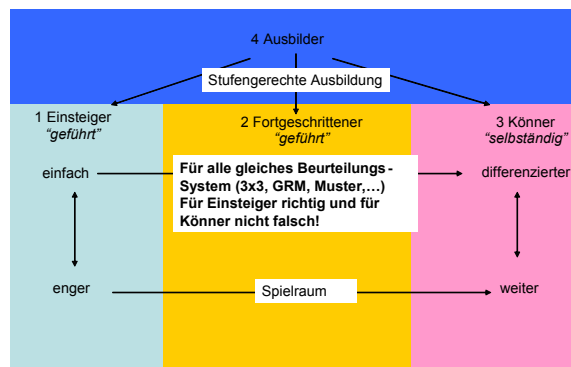 4 Ausbilder
Stufengerechte Ausbildung
1 Einsteiger
"geführt"
2 Fortgeschrittener
"geführt"
3 Könner
"selbständig"
einfach
Für alle gleiches Beurteilungs-
System (3x3, GRM, Muster,...)
Für Einsteiger richtig und für
Könner nicht falsch!
differenzierter
enger
Spielraum
weiter